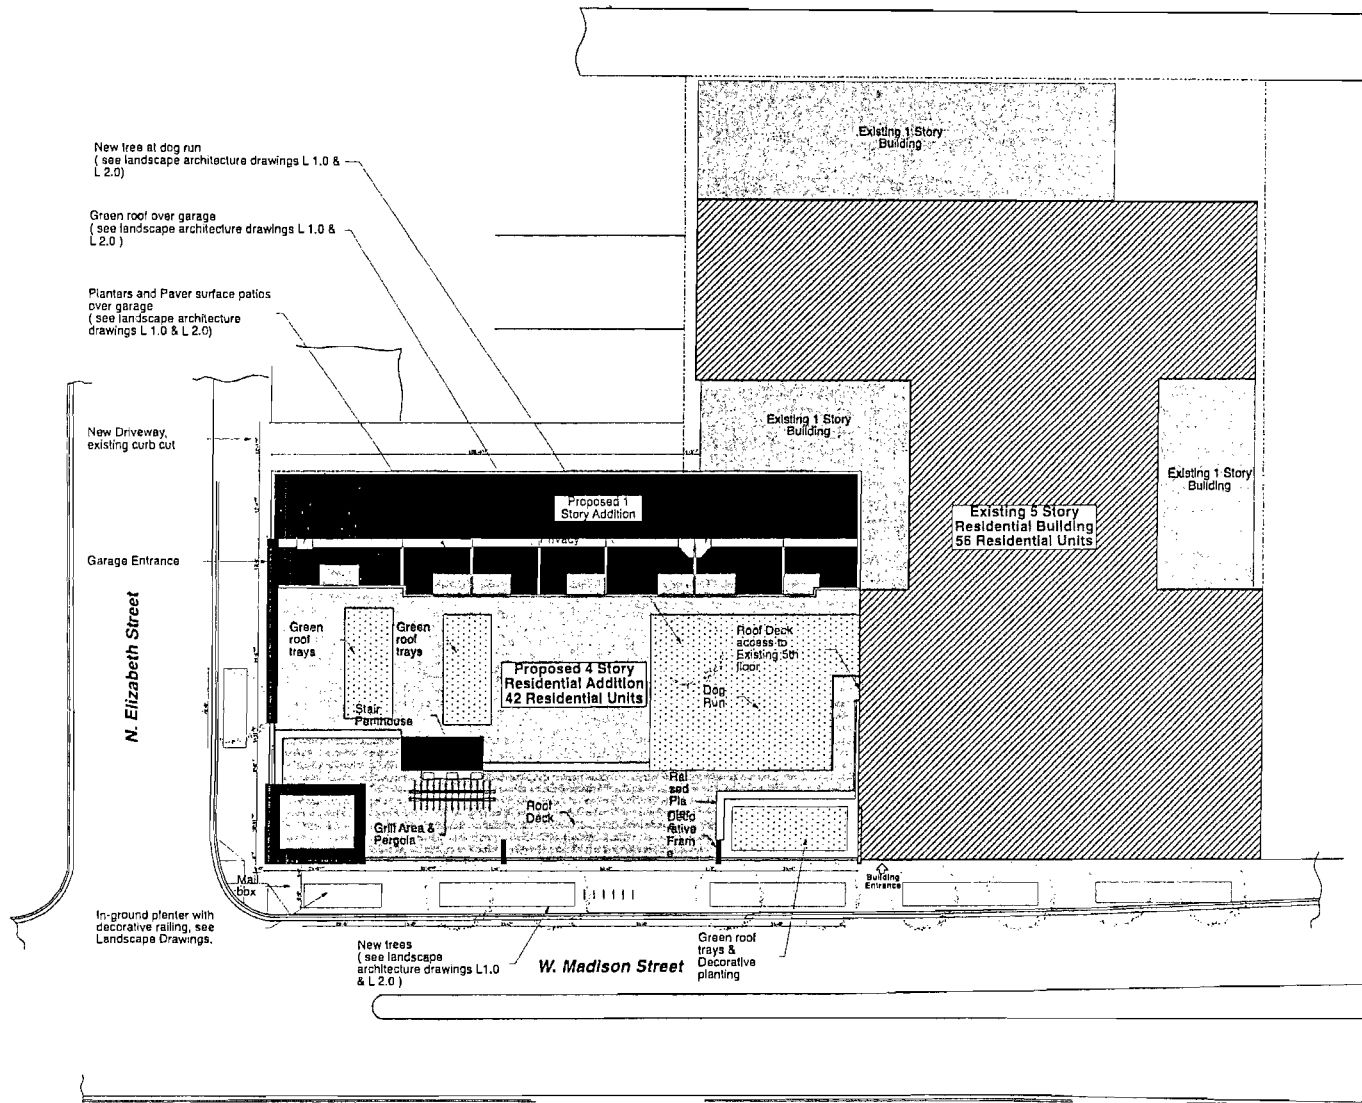 Existing 1 Story
Building
New tree at dog run
( see landscape architecture drawings L 1.0 &
L 2.0)
Green roof over garage
( see landscape architecture drawings L 1.0 &
L 2.0 )
Planters and Paver surface patios
over garage
( see landscape architecture
drawings L 1.0 & L 2.0)
New Driveway,
existing curb cut
Existing 1 Story
Building
Existing 1 Story
Building
Proposed 1
Story Addition
Existing 5 Story
Residential Building
56 Residential Units
Privacy
Garage Entrance
N. Elizabeth Street
Green
roof
trays
Green
roof
trays
Roof Deck
access to
Existing 5th
floor
Proposed 4 Story
Residential Addition
42 Residential Units
Dog
Run
Stair
Penthouse
Rai
sed
Pla
Deco
rative
Fram
e
Roof
Deck
Grill Area &
Pergola
Building
Entrance
Mail
box
In-ground planter with
decorative railing, see
Landscape Drawings.
New trees
( see landscape
architecture drawings L1.0
& L 2.0 )
W. Madison Street
Green roof
trays &
Decorative
planting